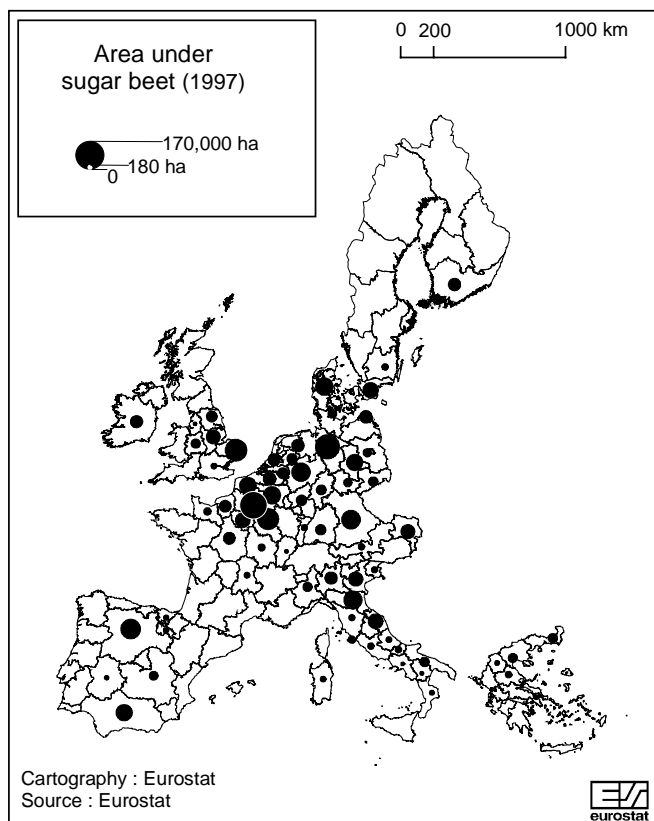 Area under
sugar beet (1997)
170,000 ha
180 ha
0
0 200 1000 km
Cartography : Eurostat
Source : Eurostat
eurostat